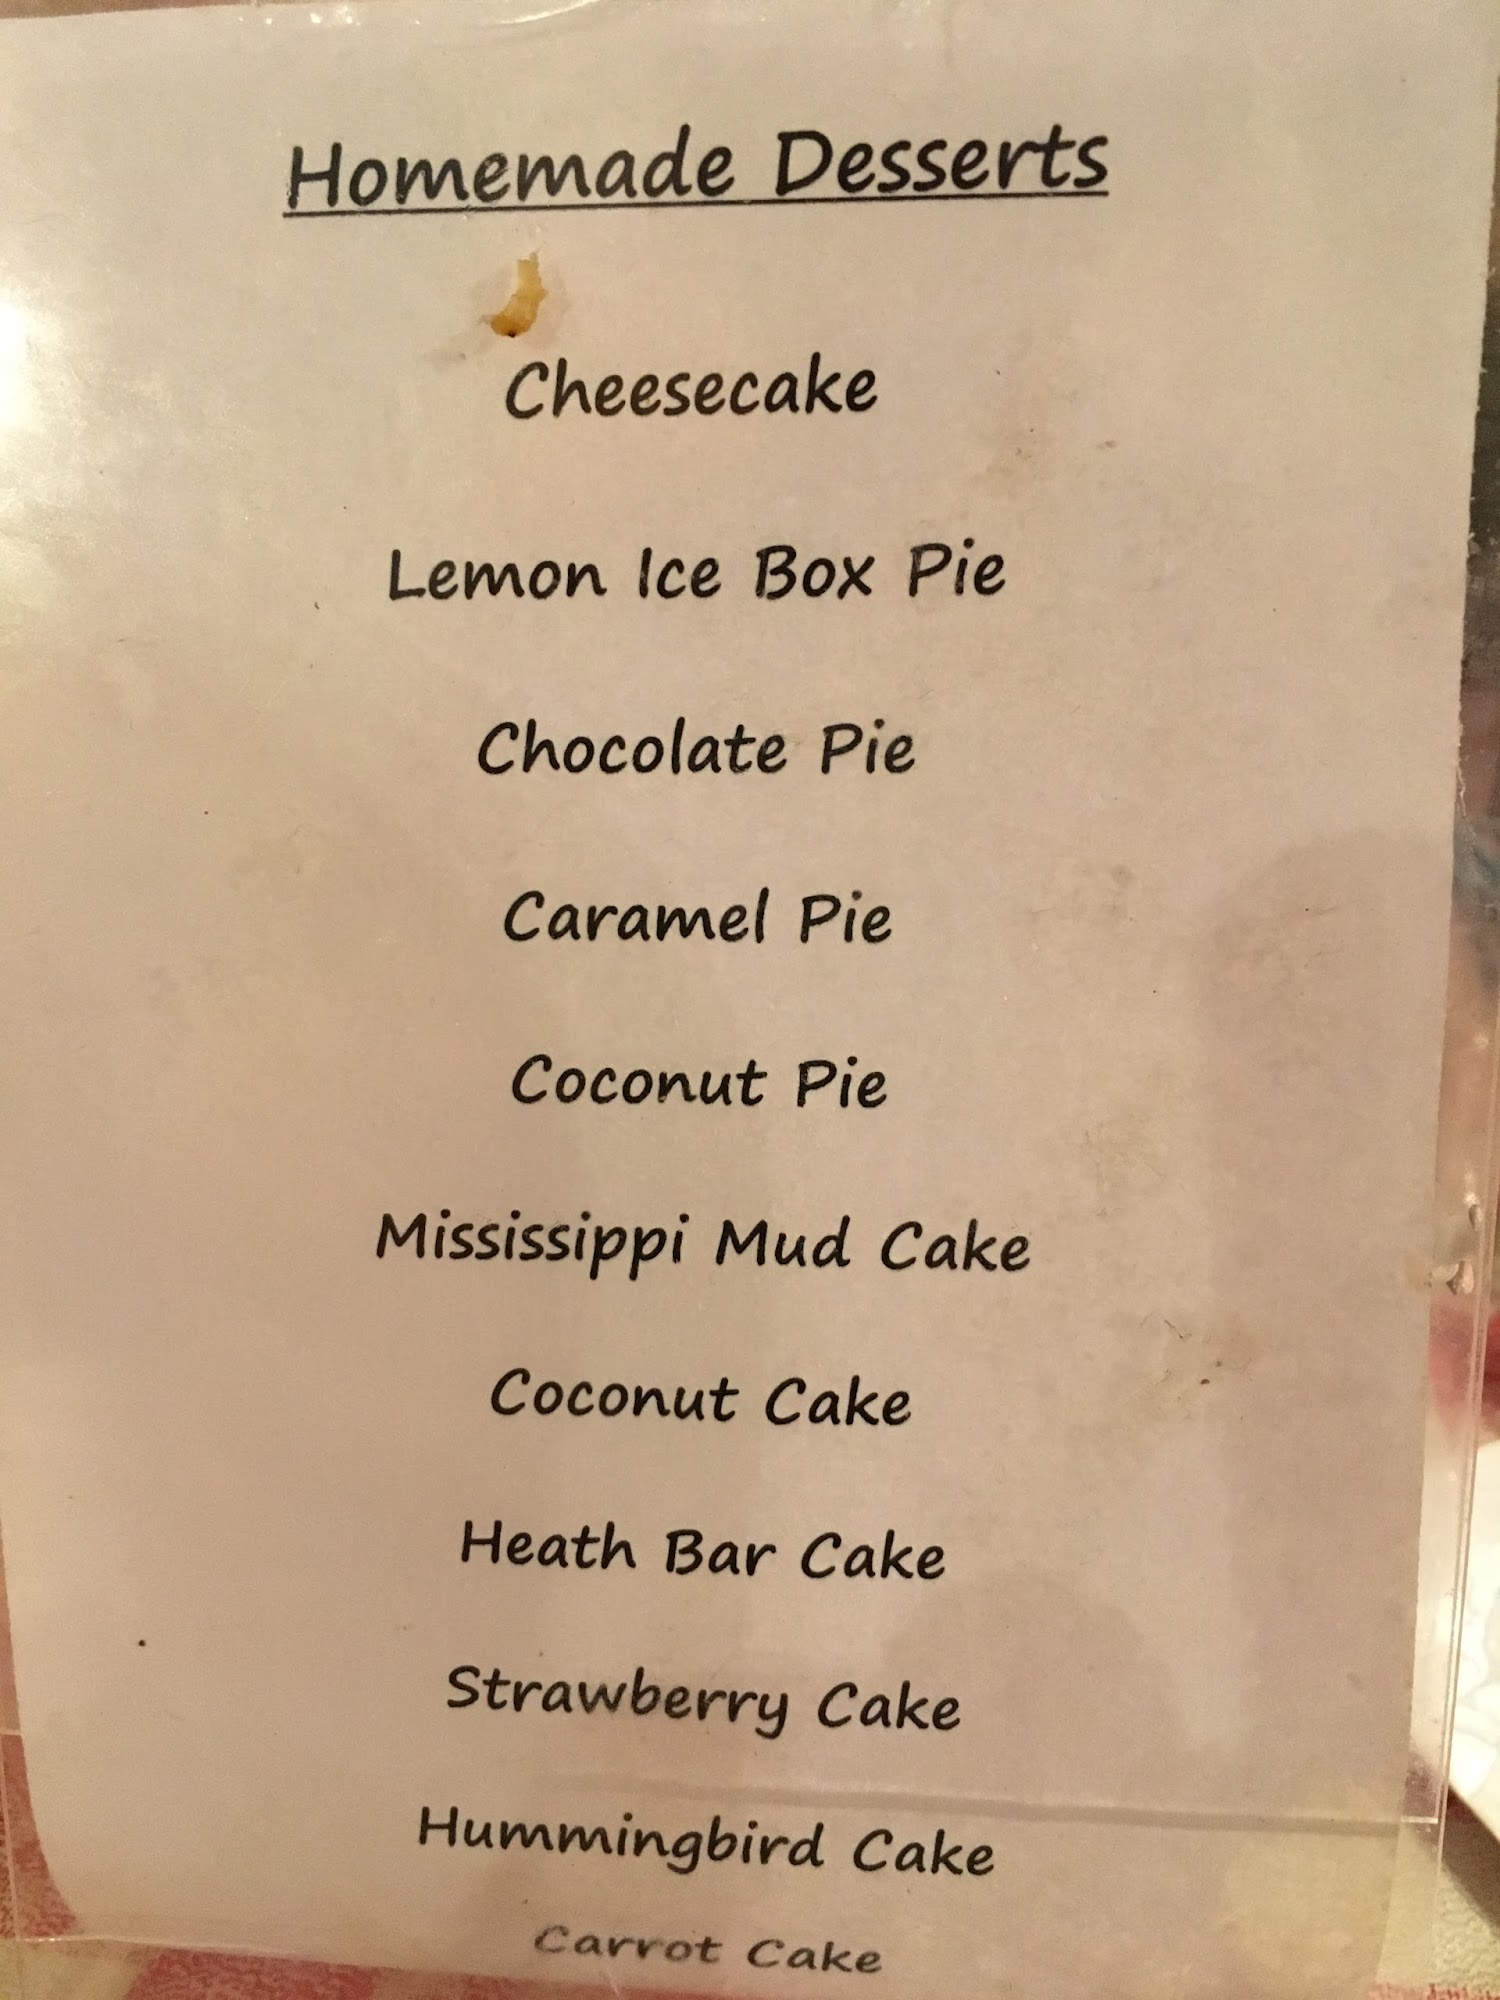 Homemade Desserts
Cheesecake
Lemon Ice Box Pie
Chocolate Pie
Caramel Pie
Coconut Pie
Mississippi Mud Cake
Coconut Cake
Heath Bar Cake
Strawberry Cake
Hummingbird Cake
Carrot Cake